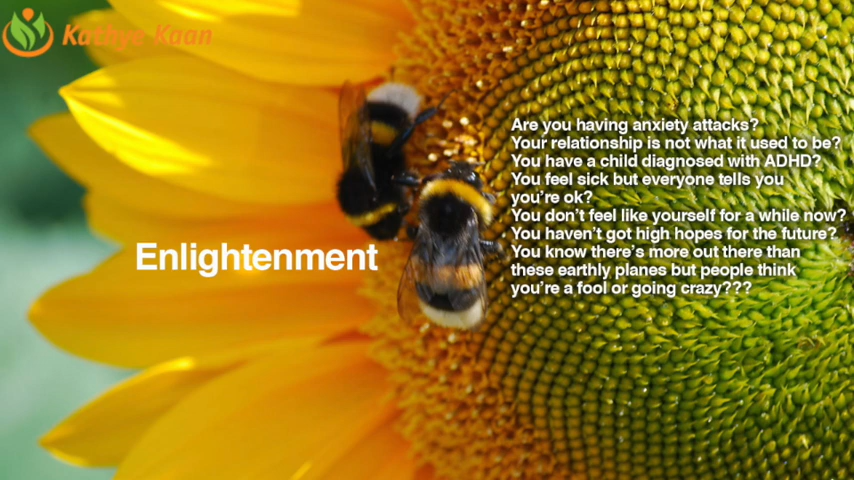 Kathye Kaan
Are you having anxiety attacks?
Your relationship is not what it used to be?
You have a child diagnosed with ADHD?
You feel sick but everyone tells you
you're ok?
You don't feel like yourself for a while now?
You haven't got high hopes for the future?
You know there's more out there than
these earthly planes but people think
you're a fool or going crazy???
Enlightenment